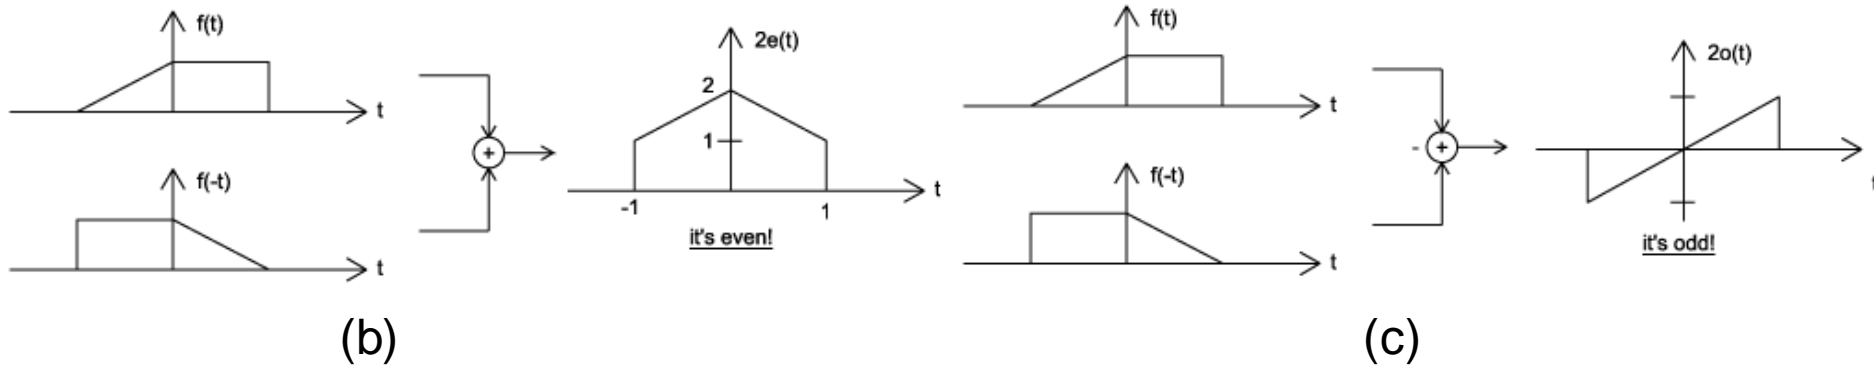 f(t)
t
f(-t)
t
+
2e(t)
2
1
t
-1
1
it's even!
(b)
f(t)
t
f(-t)
t
- +
2o(t)
it's odd!
(c)